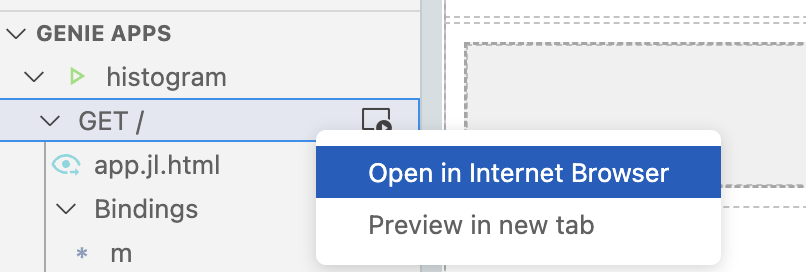 GENIE APPS
histogram
GET /
app.jl.html
Open in Internet Browser
Bindings
Preview in new tab
* m